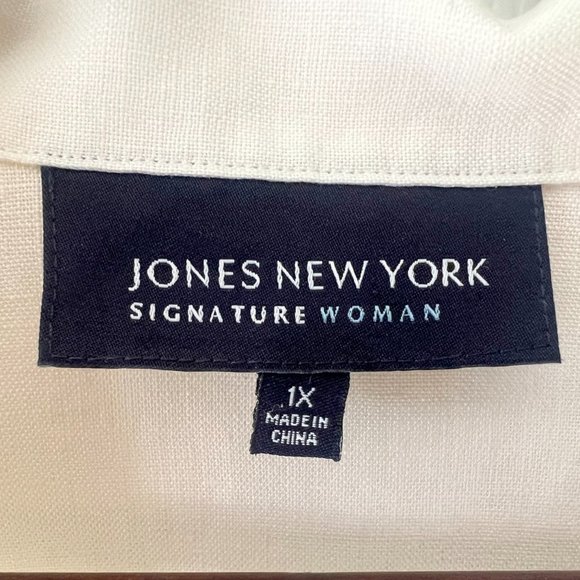 JONES NEW YORK
SIGNATURE WOMAN
1X
MADE IN
CHINA